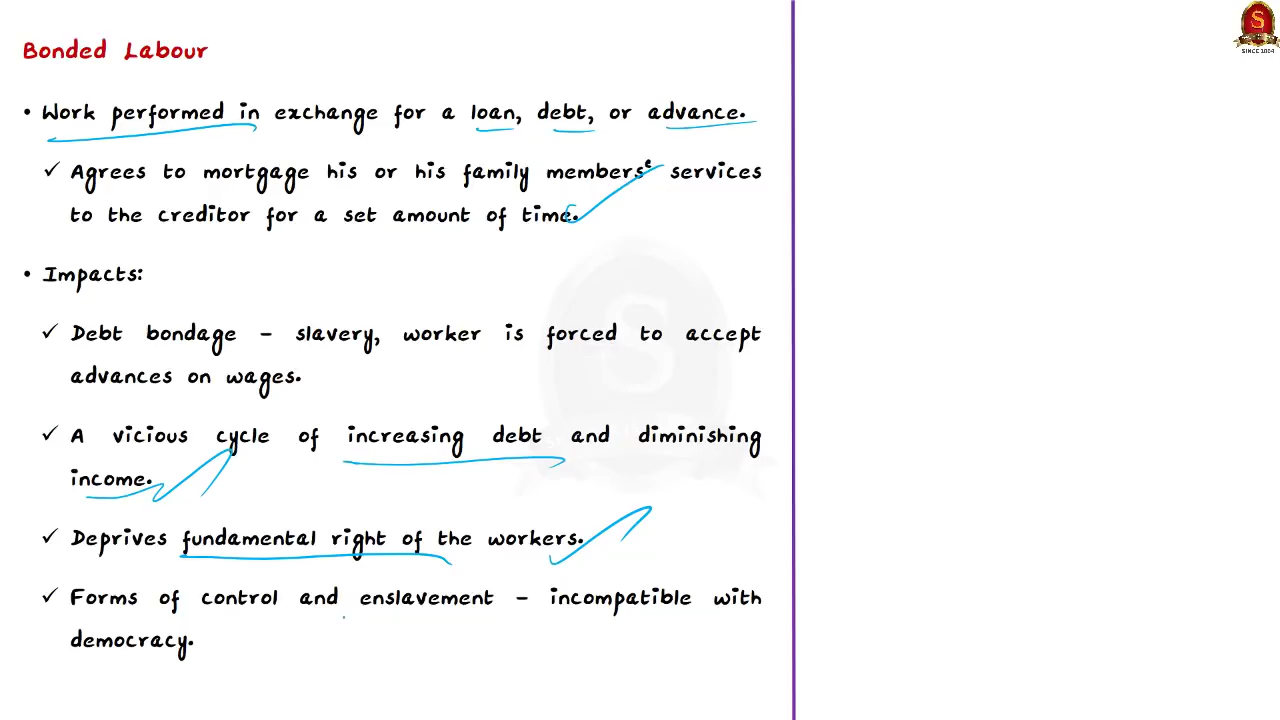 Bonded Labour
• Work performed in exchange for a loan, debt, or advance.
✓ Agrees to mortgage his or his family members' services
to the creditor for a set amount of time.
• Impacts:
✓ Debt bondage – slavery, worker is forced to accept
advances on wages.
✓ A vicious cycle of increasing debt and diminishing
income.
✓ Deprives fundamental right of the workers.
✓ Forms of control and enslavement – incompatible with
democracy.
S
SINCE 2004